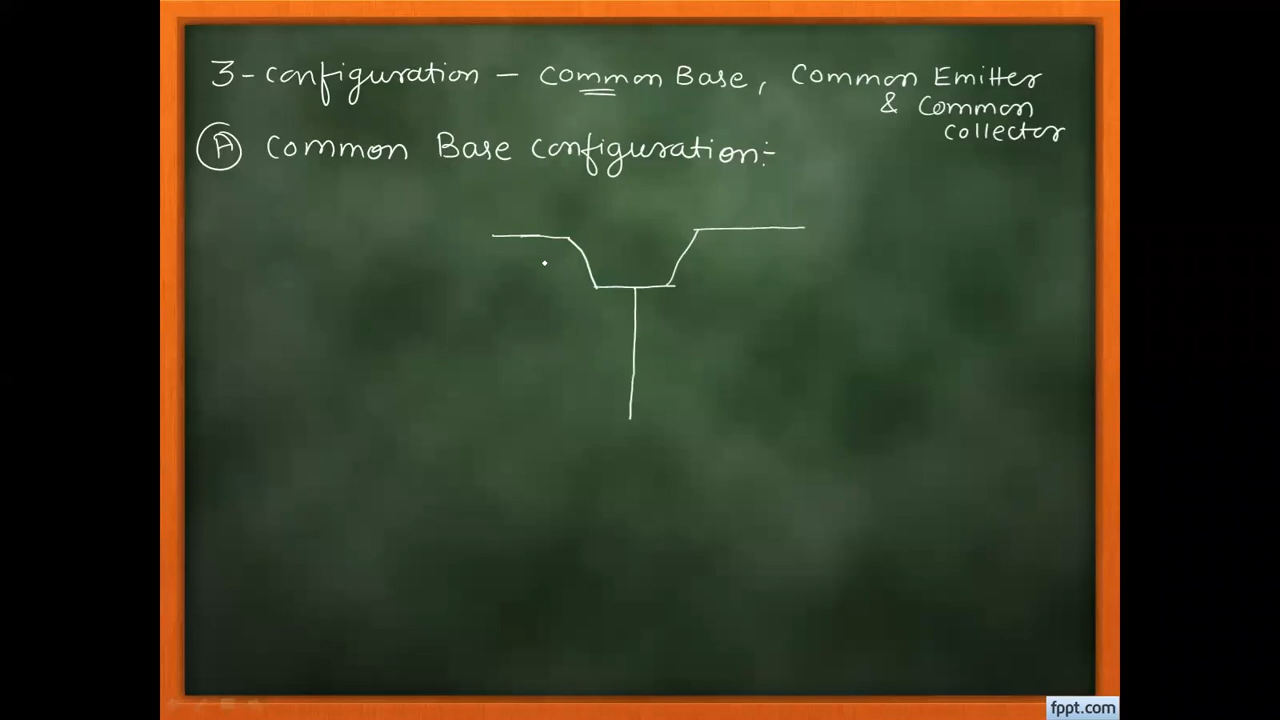 3-configuration – common Base, Common Emitter
& Common
collector
A Common Base configuration:-
fppt.com